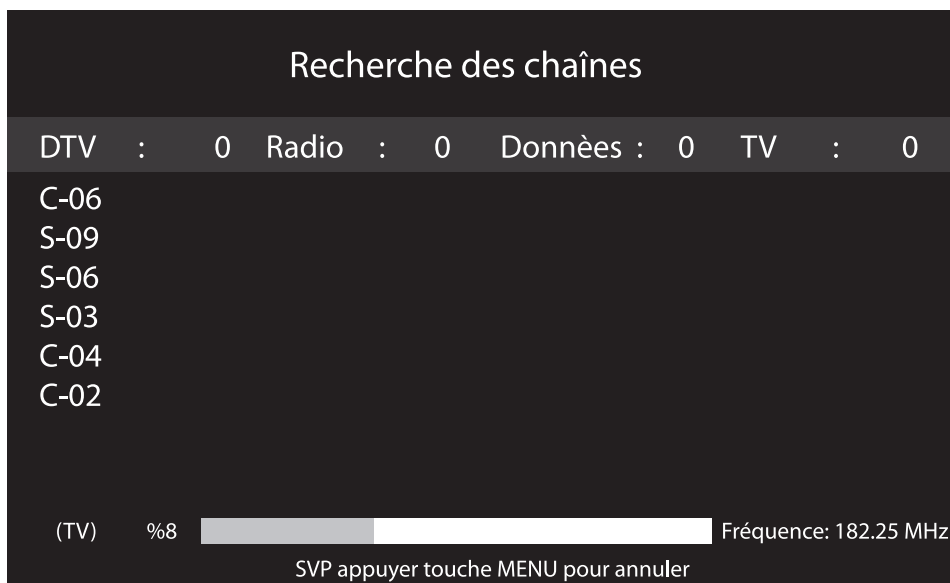 Recherche des chaînes
DTV : 0 Radio : 0 Donnèes : 0 TV : 0
C-06
S-09
S-06
S-03
C-04
C-02
(TV) %8 Fréquence: 182.25 MHz
SVP appuyer touche MENU pour annuler